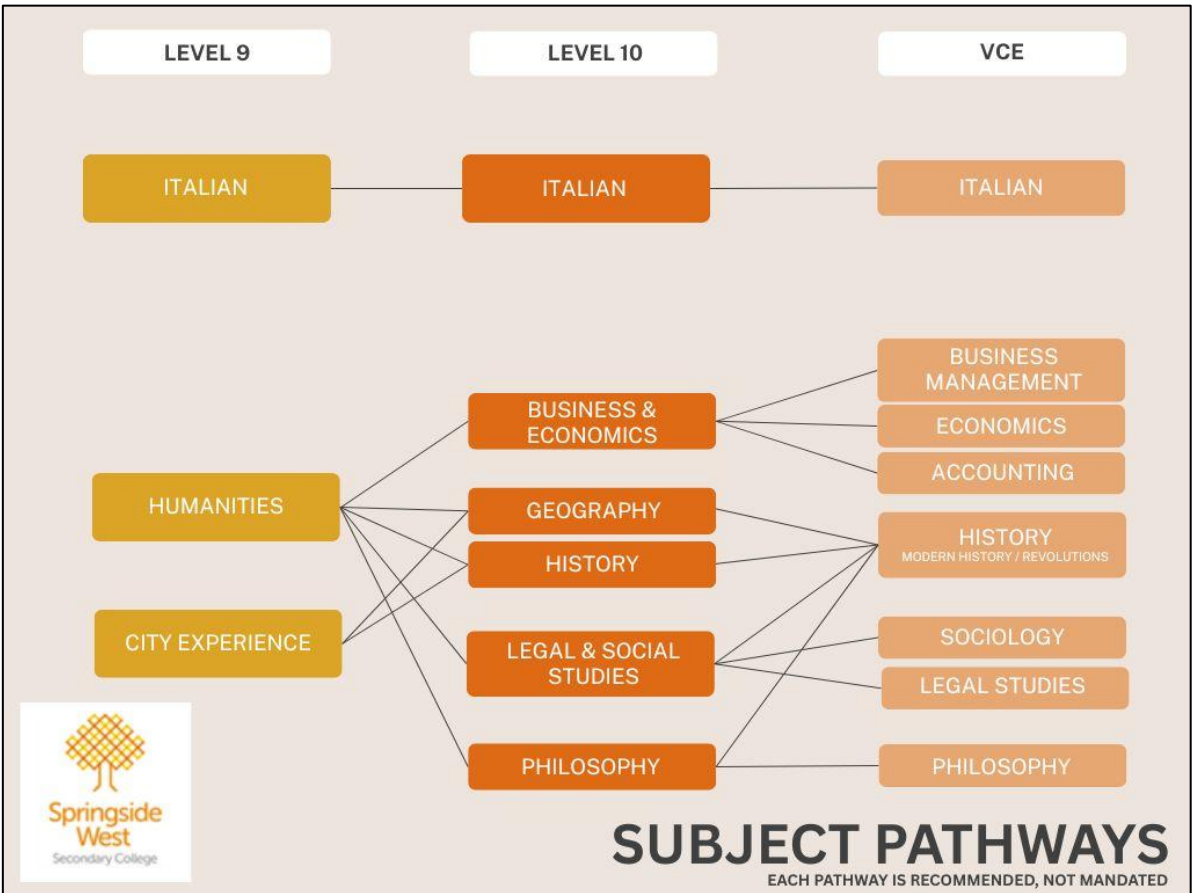 LEVEL 9
LEVEL 10
VCE
ITALIAN
ITALIAN
ITALIAN
BUSINESS
MANAGEMENT
BUSINESS &
ECONOMICS
ECONOMICS
ACCOUNTING
HUMANITIES
GEOGRAPHY
HISTORY
MODERN HISTORY / REVOLUTIONS
HISTORY
CITY EXPERIENCE
LEGAL & SOCIAL
STUDIES
SOCIOLOGY
LEGAL STUDIES
PHILOSOPHY
PHILOSOPHY
Springside
West
Secondary College
SUBJECT PATHWAYS
EACH PATHWAY IS RECOMMENDED, NOT MANDATED